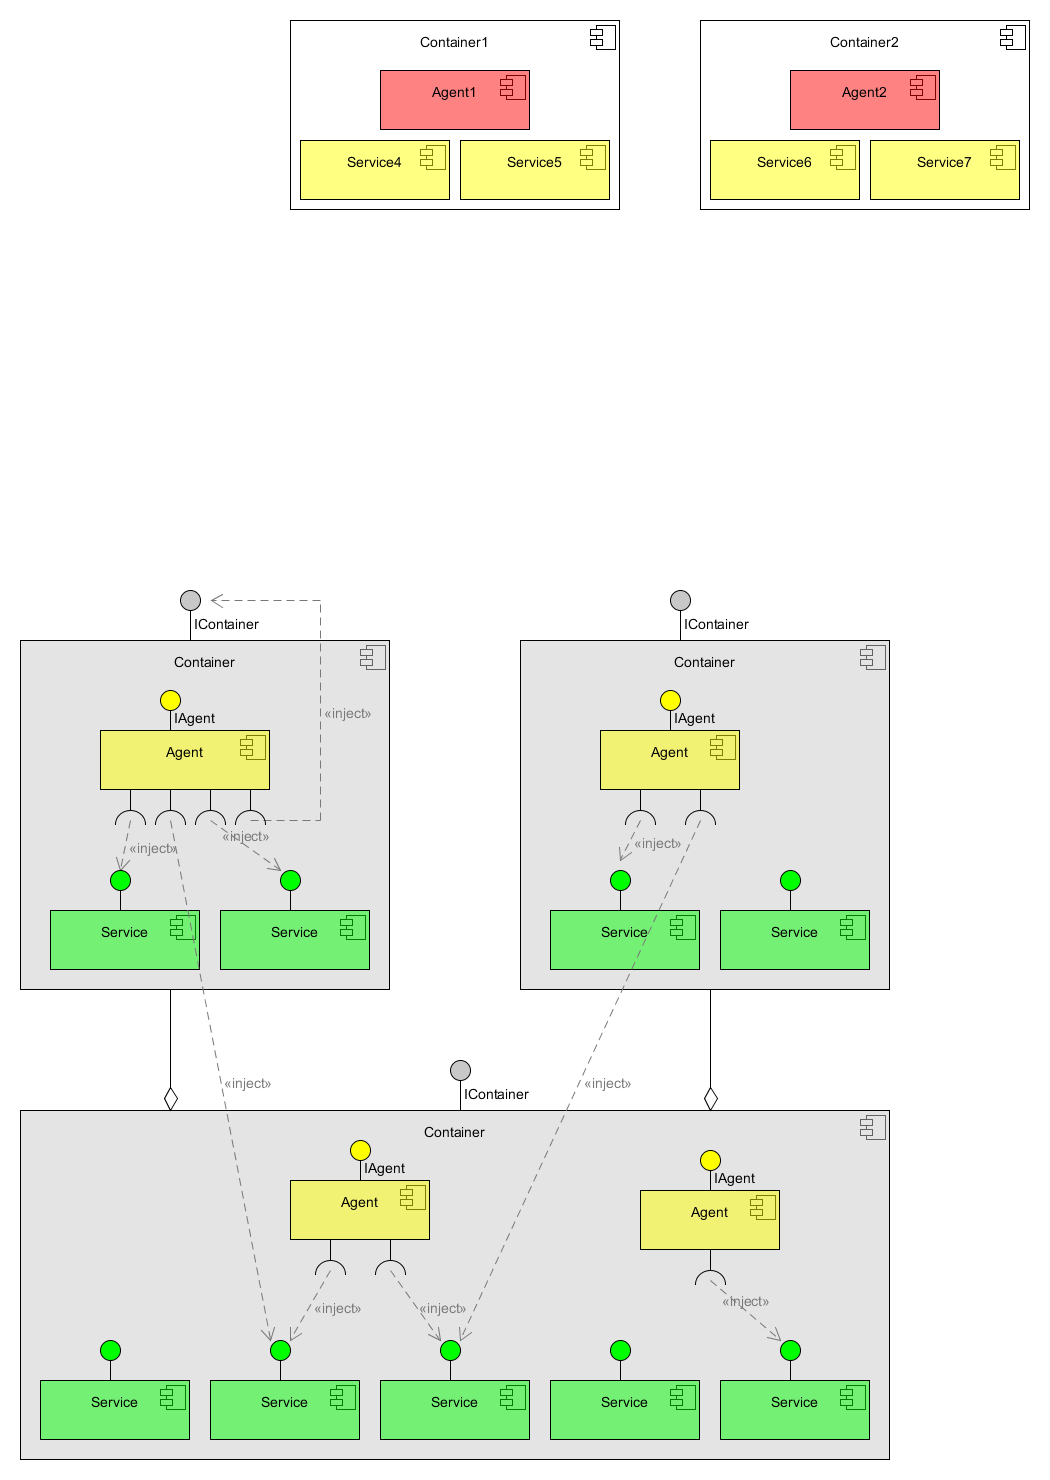 Container1
Container2
Agent1
Agent2
Service4
Service5
Service6
Service7
IContainer
IContainer
Container
Container
«inject»
IAgent
IAgent
Agent
Agent
«inject»
«inject»
«inject»
Service
Service
Service
Service
«inject»
«inject»
IContainer
Container
IAgent
IAgent
Agent
Agent
«inject»
«inject»
«inject»
Service
Service
Service
Service
Service